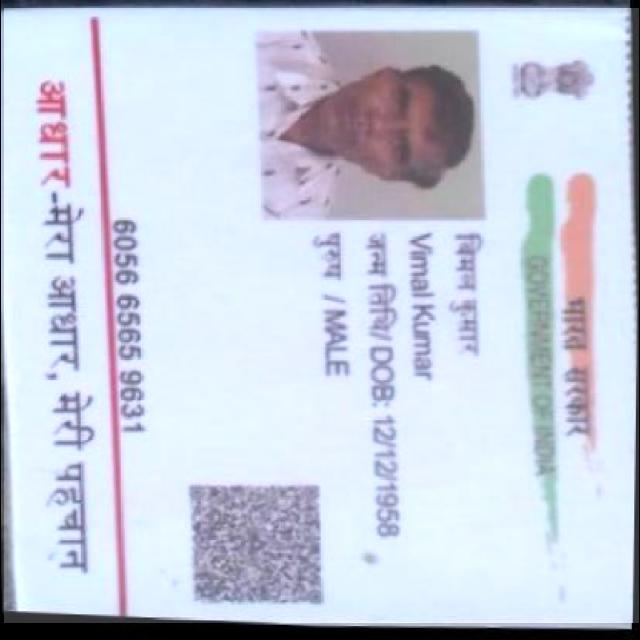 भारत सरकार
GOVERNMENT OF INDIA
विमल कुमार
Vimal Kumar
जन्म तिथि/ DOB: 12/12/1958
पुरुष / MALE
6056 6565 9631
आधार-मेरा आधार, मेरी पहचान